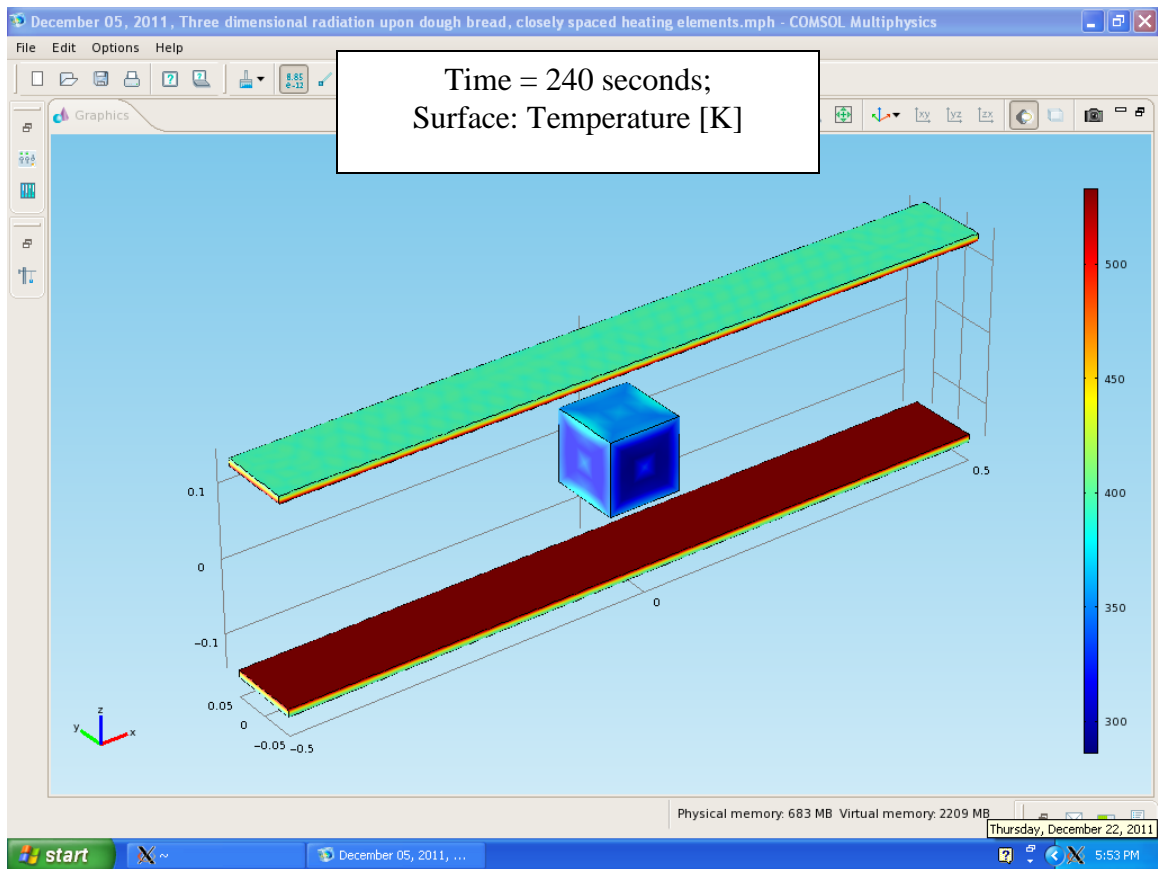 December 05, 2011, Three dimensional radiation upon dough bread, closely spaced heating elements.mph - COMSOL Multiphysics
File Edit Options Help
8.85
e-12
xy yz zx
Graphics
Time = 240 seconds;
Surface: Temperature [K]
500
450
400
350
300
0.1
0
-0.1
0.5
0
0.05
0
-0.05
-0.5
z
y
x
Physical memory: 683 MB Virtual memory: 2209 MB
Thursday, December 22, 2011
start
~
December 05, 2011, ...
5:53 PM